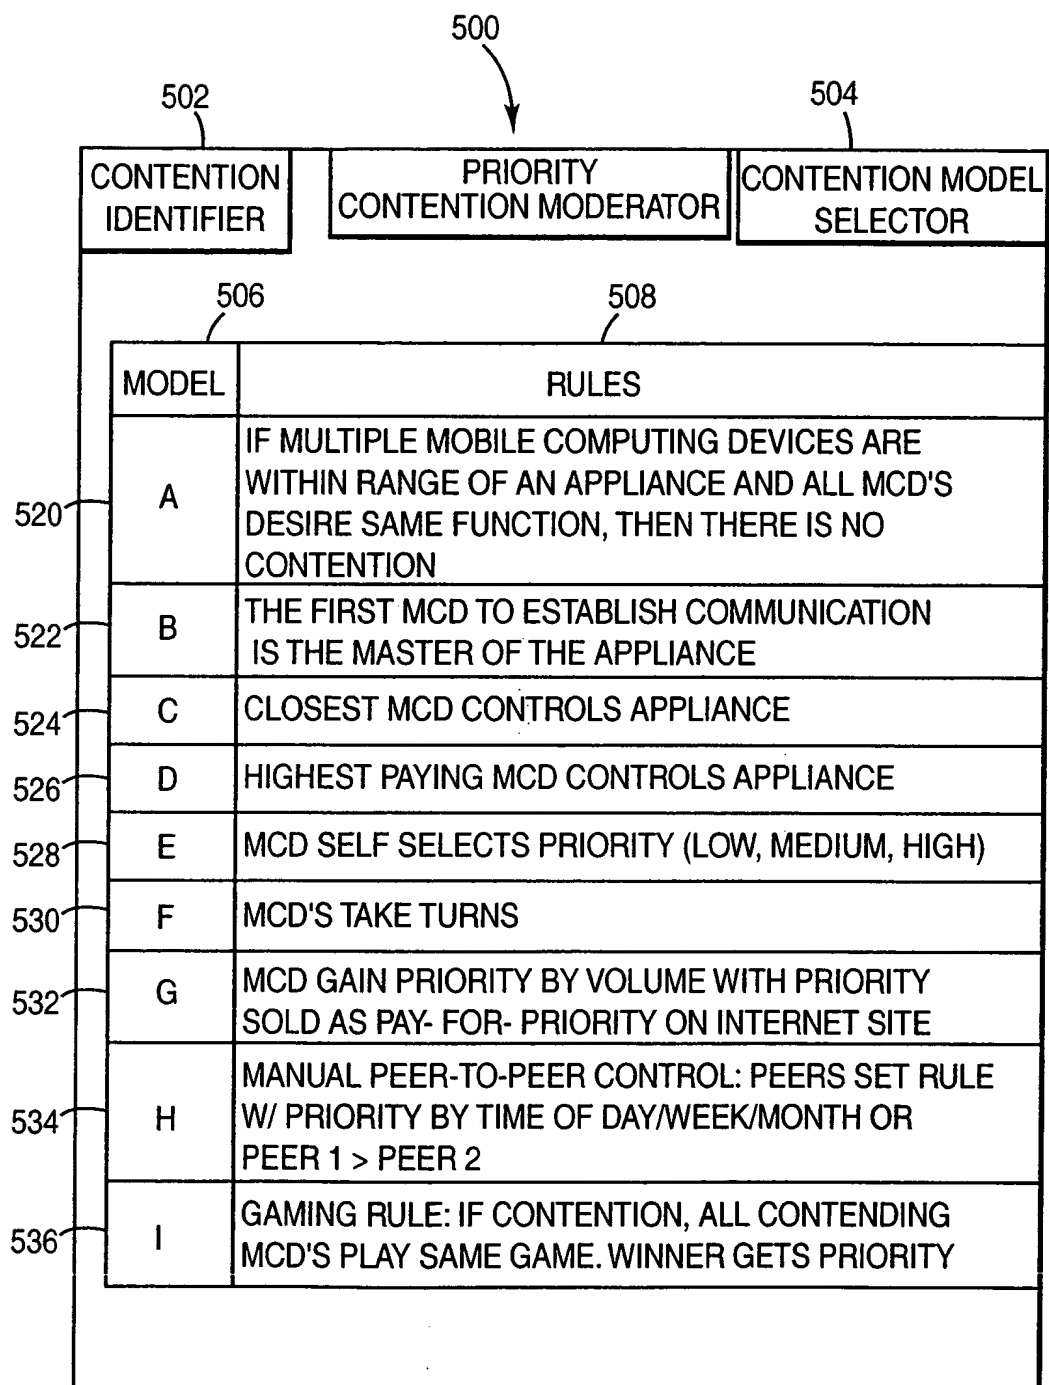 500
502
504
CONTENTION
IDENTIFIER
PRIORITY
CONTENTION MODERATOR
CONTENTION MODEL
SELECTOR
506
508
MODEL
RULES
520
A
IF MULTIPLE MOBILE COMPUTING DEVICES ARE
WITHIN RANGE OF AN APPLIANCE AND ALL MCD'S
DESIRE SAME FUNCTION, THEN THERE IS NO
CONTENTION
522
B
THE FIRST MCD TO ESTABLISH COMMUNICATION
IS THE MASTER OF THE APPLIANCE
524
C
CLOSEST MCD CONTROLS APPLIANCE
526
D
HIGHEST PAYING MCD CONTROLS APPLIANCE
528
E
MCD SELF SELECTS PRIORITY (LOW, MEDIUM, HIGH)
530
F
MCD'S TAKE TURNS
532
G
MCD GAIN PRIORITY BY VOLUME WITH PRIORITY
SOLD AS PAY- FOR- PRIORITY ON INTERNET SITE
534
H
MANUAL PEER-TO-PEER CONTROL: PEERS SET RULE
W/ PRIORITY BY TIME OF DAY/WEEK/MONTH OR
PEER 1 > PEER 2
536
I
GAMING RULE: IF CONTENTION, ALL CONTENDING
MCD'S PLAY SAME GAME. WINNER GETS PRIORITY